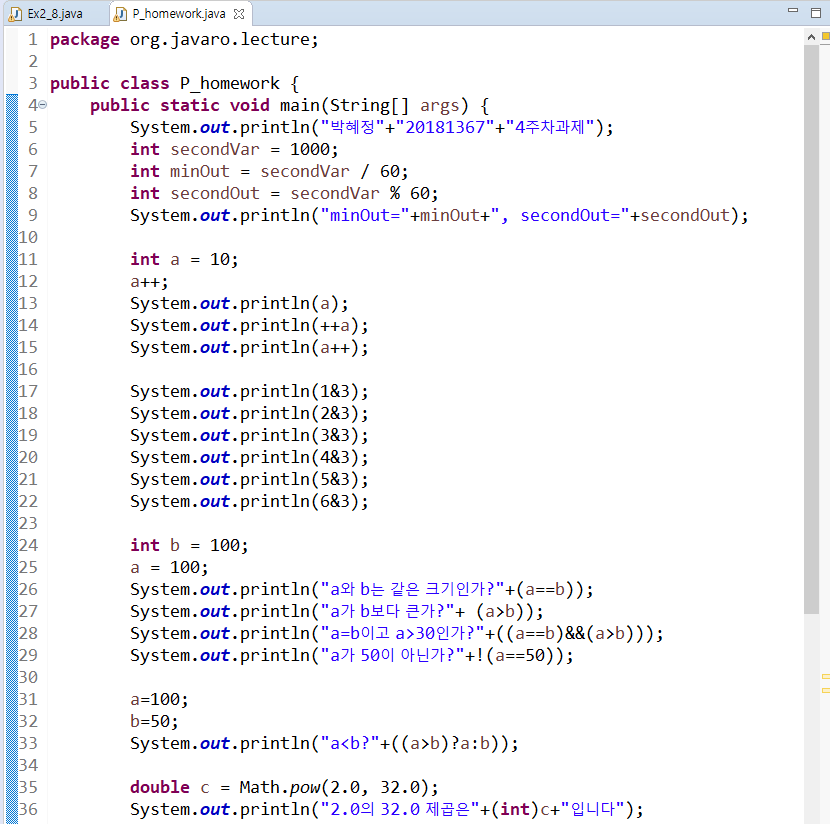 Ex2_8.java P_homework.java
1 package org.javaro.lecture;
2
3 public class P_homework {
4 public static void main(String[] args) {
5 System.out.println("박혜정"+"20181367"+"4주차과제");
6 int secondVar = 1000;
7 int minOut = secondVar / 60;
8 int secondOut = secondVar % 60;
9 System.out.println("minOut="+minOut+", secondOut="+secondOut);
10
11 int a = 10;
12 a++;
13 System.out.println(a);
14 System.out.println(++a);
15 System.out.println(a++);
16
17 System.out.println(1&3);
18 System.out.println(2&3);
19 System.out.println(3&3);
20 System.out.println(4&3);
21 System.out.println(5&3);
22 System.out.println(6&3);
23
24 int b = 100;
25 a = 100;
26 System.out.println("a와 b는 같은 크기인가?"+(a==b));
27 System.out.println("a가 b보다 큰가?"+ (a>b));
28 System.out.println("a=b이고 a>30인가?"+((a==b)&&(a>b)));
29 System.out.println("a가 50이 아닌가?"+!(a==50));
30
31 a=100;
32 b=50;
33 System.out.println("a<b?"+((a>b)?a:b));
34
35 double c = Math.pow(2.0, 32.0);
36 System.out.println("2.0의 32.0 제곱은"+(int)c+"입니다");